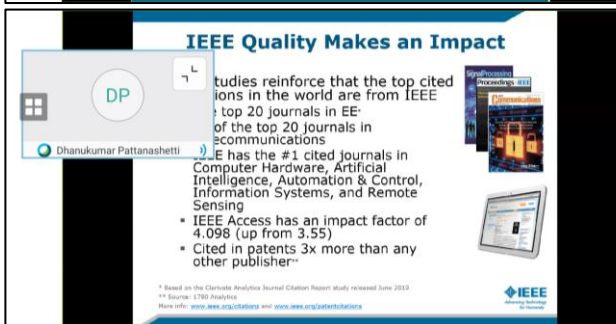 IEEE Quality Makes an Impact
tudies reinforce that the top cited
ions in the world are from IEEE
e top 20 journals in EE*
of the top 20 journals in
ecommunications
IEEE has the #1 cited journals in
Computer Hardware, Artificial
Intelligence, Automation & Control,
Information Systems, and Remote
Sensing
▪ IEEE Access has an impact factor of
4.098 (up from 3.55)
▪ Cited in patents 3x more than any
other publisher**
DP
Dhanukumar Pattanashetti
SignalProcessing
Proceedings IEEE
Communications
* Based on the Clarivate Analytics Journal Citation Report study released June 2019
** Source: 1790 Analytics
More info: www.ieee.org/citations and www.ieee.org/patentcitations
IEEE
Advancing Technology
for Humanity